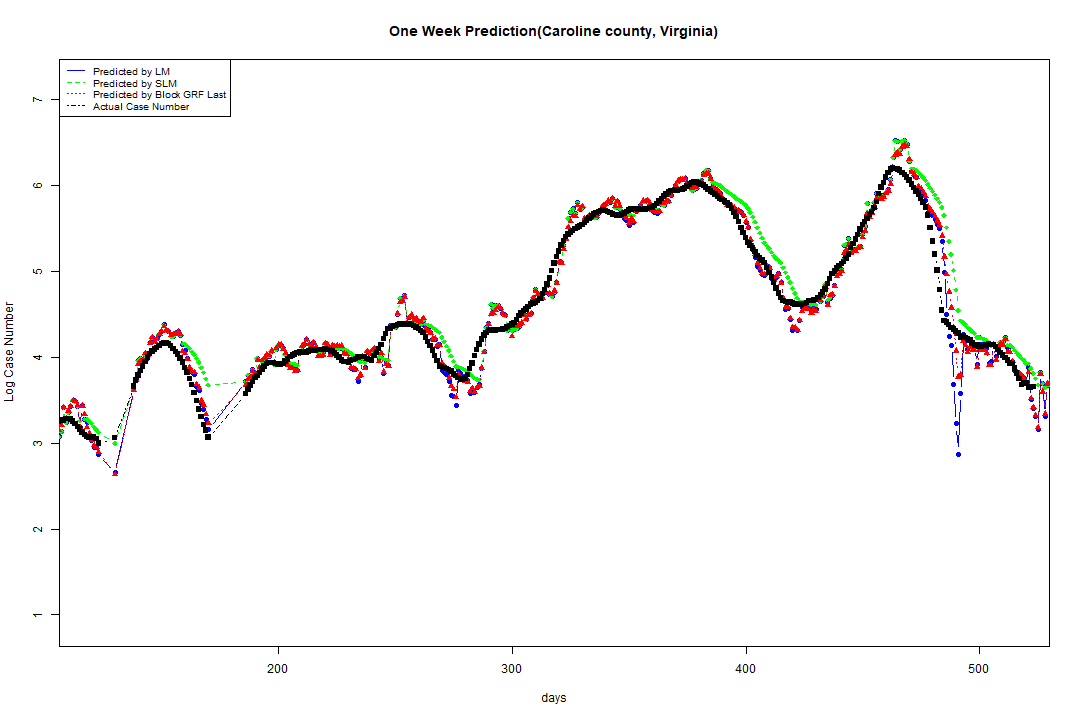 One Week Prediction(Caroline county, Virginia)
Predicted by LM
Predicted by SLM
Predicted by Block GRF Last
Actual Case Number
7
6
5
4
3
2
1
Log Case Number
200
300
400
500
days